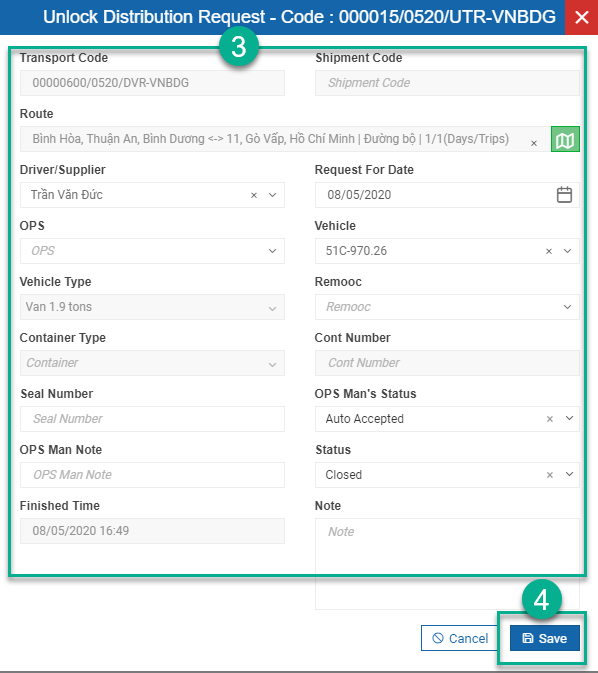 Unlock Distribution Request - Code : 000015/0520/UTR-VNBDG
3
Transport Code
Shipment Code
00000600/0520/DVR-VNBDG
Shipment Code
Route
Bình Hòa, Thuận An, Bình Dương <-> 11, Gò Vấp, Hồ Chí Minh | Đường bộ | 1/1(Days/Trips)
Driver/Supplier
Request For Date
Trần Văn Đức
08/05/2020
OPS
Vehicle
OPS
51C-970.26
Vehicle Type
Remooc
Van 1.9 tons
Remooc
Container Type
Cont Number
Container
Cont Number
Seal Number
OPS Man's Status
Seal Number
Auto Accepted
OPS Man Note
Status
OPS Man Note
Closed
Finished Time
Note
08/05/2020 16:49
Note
4
Cancel
Save